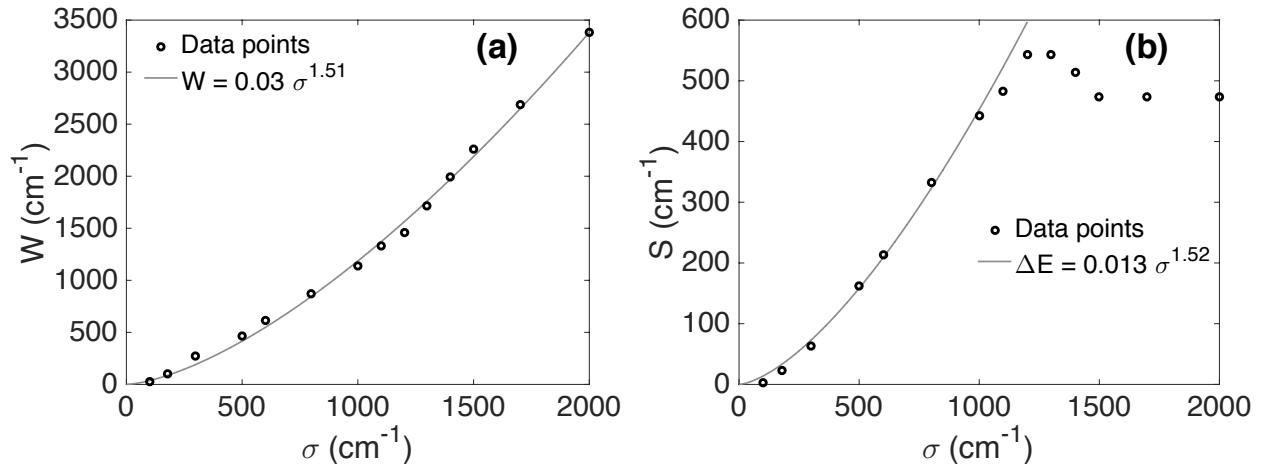 3500
3000
2500
2000
1500
1000
500
0
W (cm⁻¹)
0 500 1000 1500 2000
σ (cm⁻¹)
(a)
Data points
W = 0.03 σ^1.51
600
500
400
300
200
100
0
S (cm⁻¹)
0 500 1000 1500 2000
σ (cm⁻¹)
(b)
Data points
ΔE = 0.013 σ^1.52